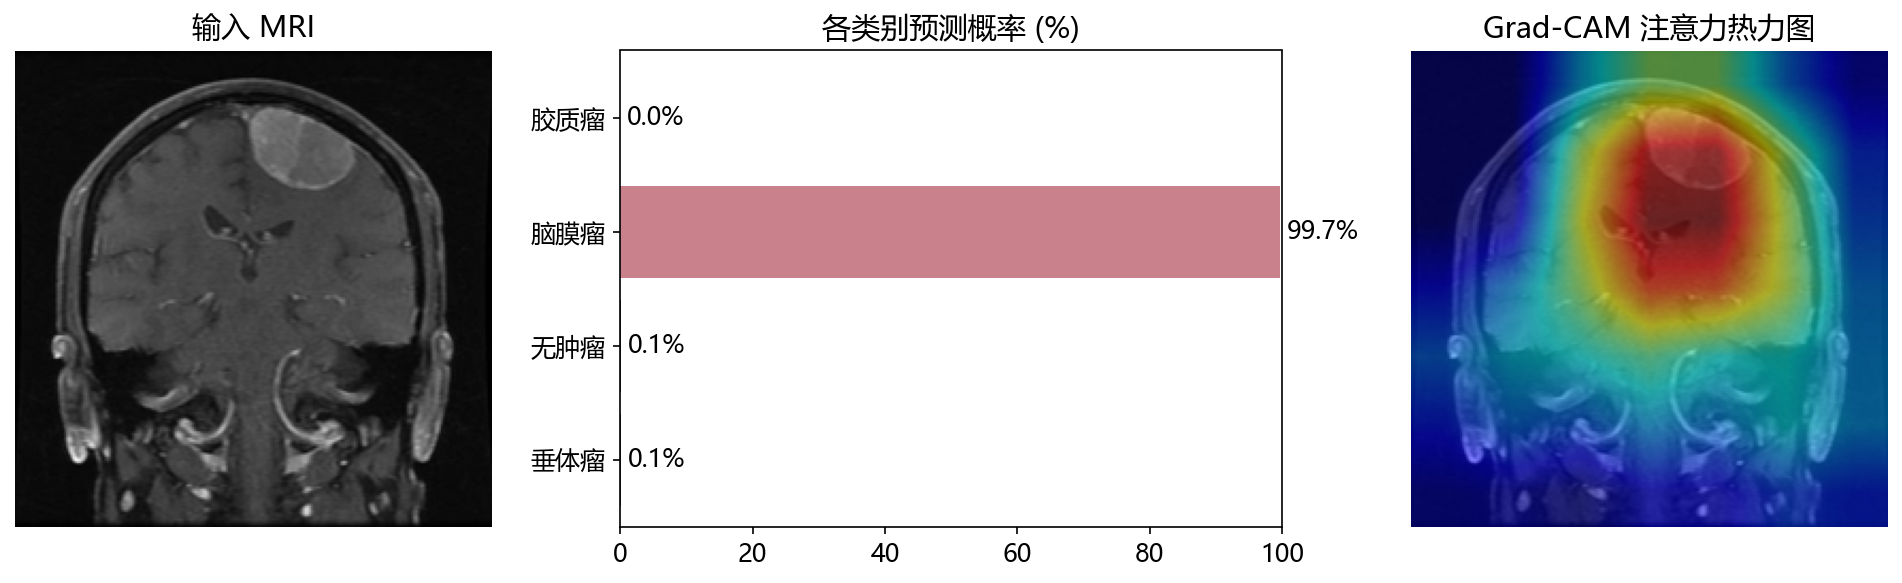 输入 MRI
各类别预测概率 (%)
Grad-CAM 注意力热力图
胶质瘤
0.0%
脑膜瘤
99.7%
无肿瘤
0.1%
垂体瘤
0.1%
0 20 40 60 80 100